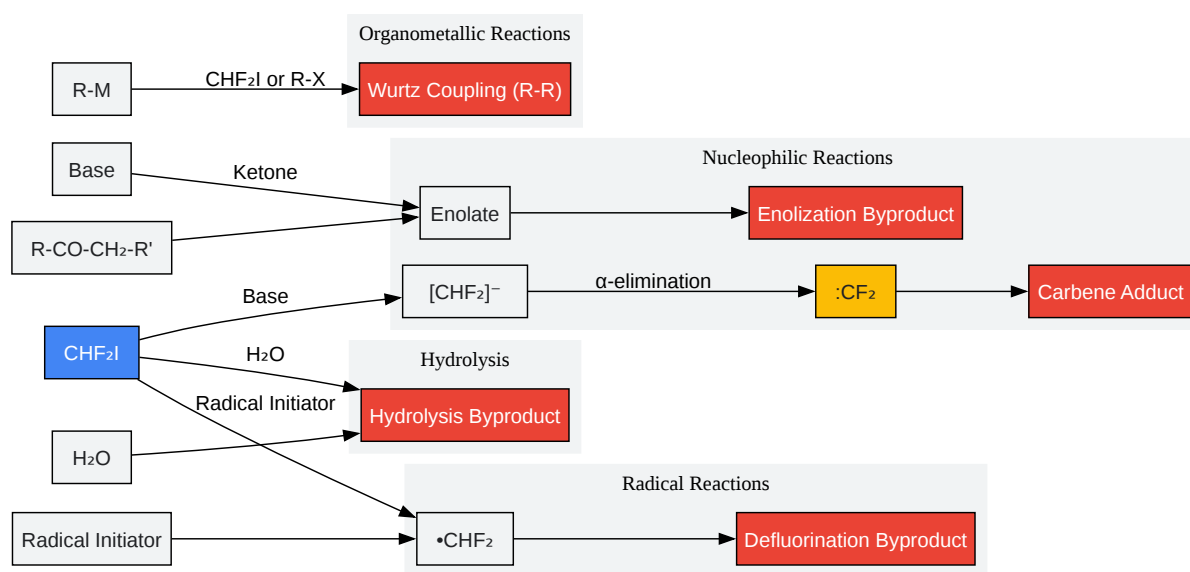 Organometallic Reactions
R-M
CHF₂I or R-X
Wurtz Coupling (R-R)
Nucleophilic Reactions
Base
Ketone
Enolate
Enolization Byproduct
R-CO-CH₂-R'
Base
[CHF₂]⁻
α-elimination
:CF₂
Carbene Adduct
CHF₂I
H₂O
Hydrolysis
Radical Initiator
Hydrolysis Byproduct
H₂O
Radical Reactions
Radical Initiator
•CHF₂
Defluorination Byproduct